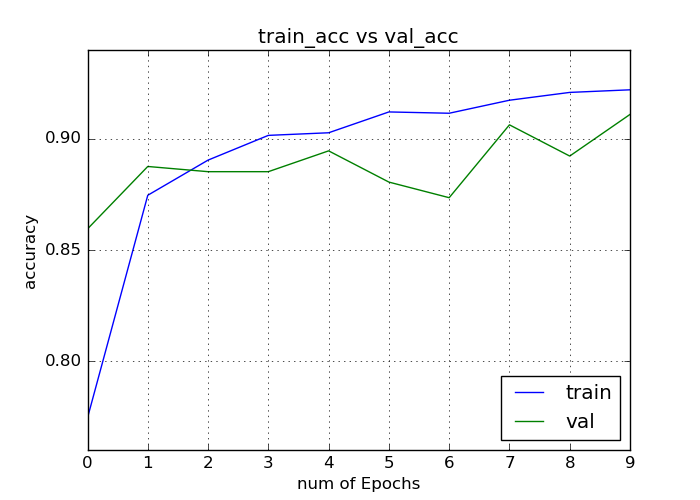 train_acc vs val_acc
accuracy
0.90
0.85
0.80
train
val
0 1 2 3 4 5 6 7 8 9
num of Epochs